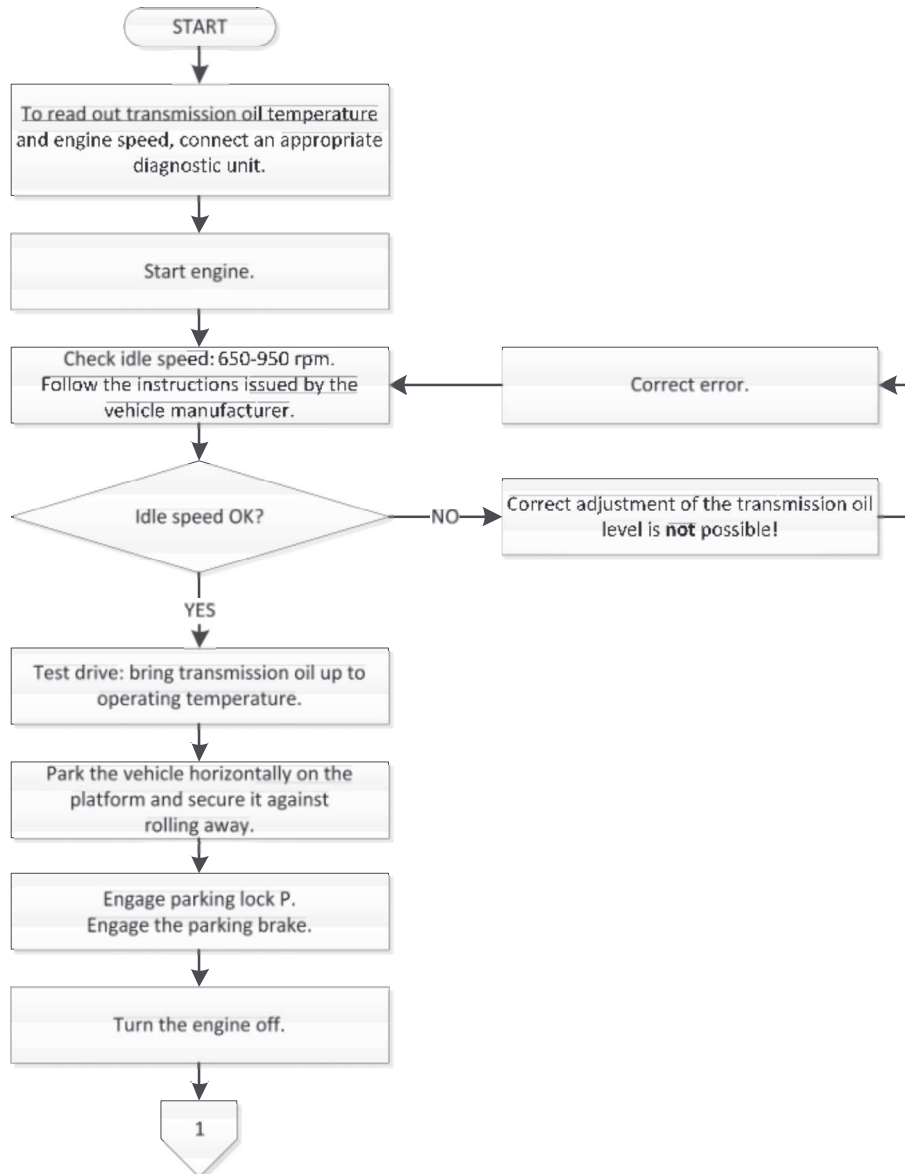 START
To read out transmission oil temperature
and engine speed, connect an appropriate
diagnostic unit.
Start engine.
Check idle speed: 650-950 rpm.
Follow the instructions issued by the
vehicle manufacturer.
Correct error.
Idle speed OK?
NO
Correct adjustment of the transmission oil
level is not possible!
YES
Test drive: bring transmission oil up to
operating temperature.
Park the vehicle horizontally on the
platform and secure it against
rolling away.
Engage parking lock P.
Engage the parking brake.
Turn the engine off.
1